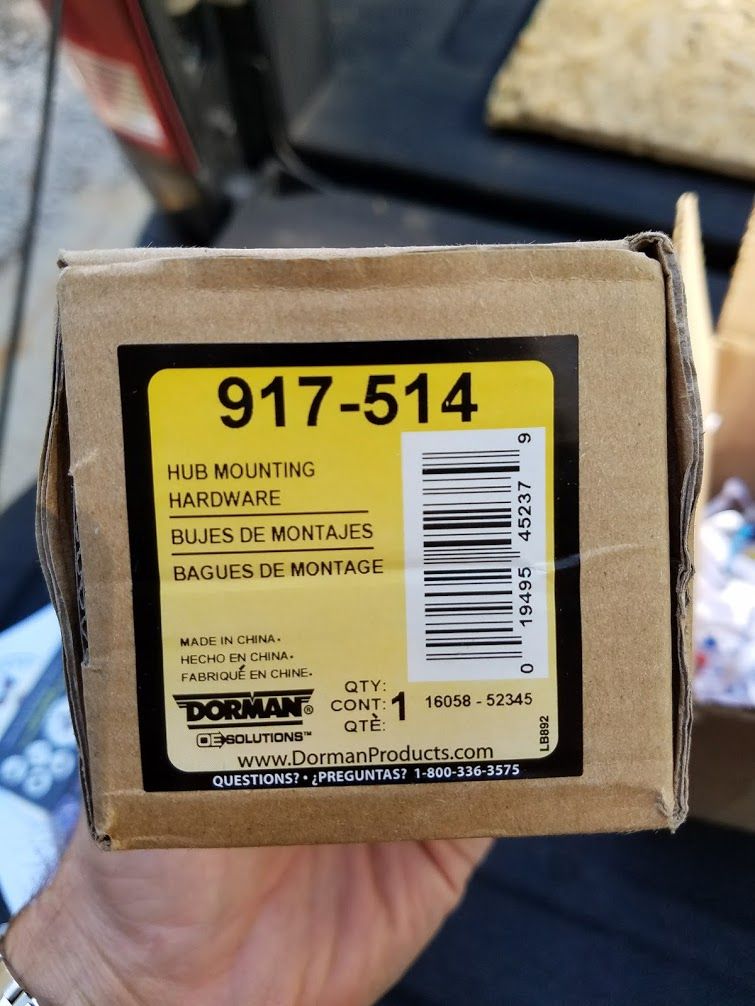 917-514
HUB MOUNTING
HARDWARE
BUJES DE MONTAJES
BAGUES DE MONTAGE
0 19495 45237 9
MADE IN CHINA.
HECHO EN CHINA.
FABRIQUÉ EN CHINE.
DORMAN®
OE SOLUTIONS™
QTY:
CONT: 1
QTÈ:
16058 - 52345
LB892
www.DormanProducts.com
QUESTIONS? • ¿PREGUNTAS? 1-800-336-3575